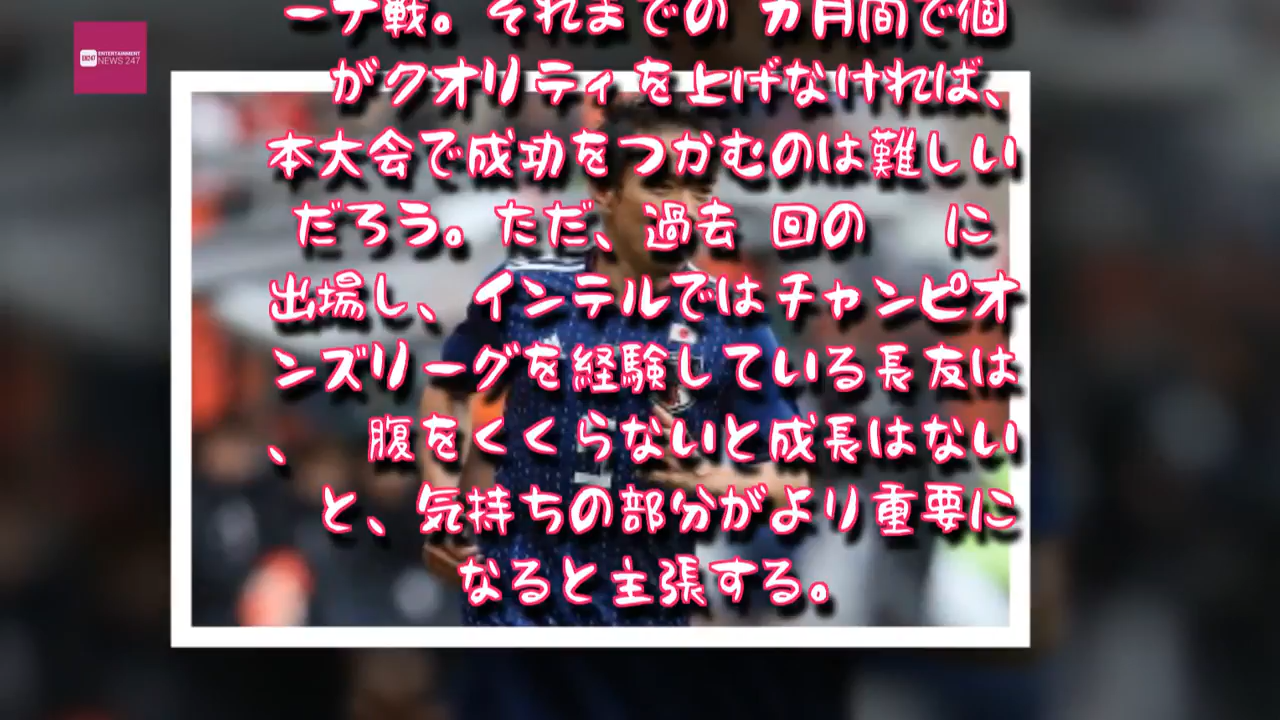 ENTERTAINMENT
NEWS 247
ーナ戦。それまでの カ月間で個
がクオリティを上げなければ、
本大会で成功をつかむのは難しい
だろう。ただ、過去 回の に
出場し、インテルではチャンピオ
ンズリーグを経験している長友は
、 腹をくくらないと成長はない
と、気持ちの部分がより重要に
なると主張する。